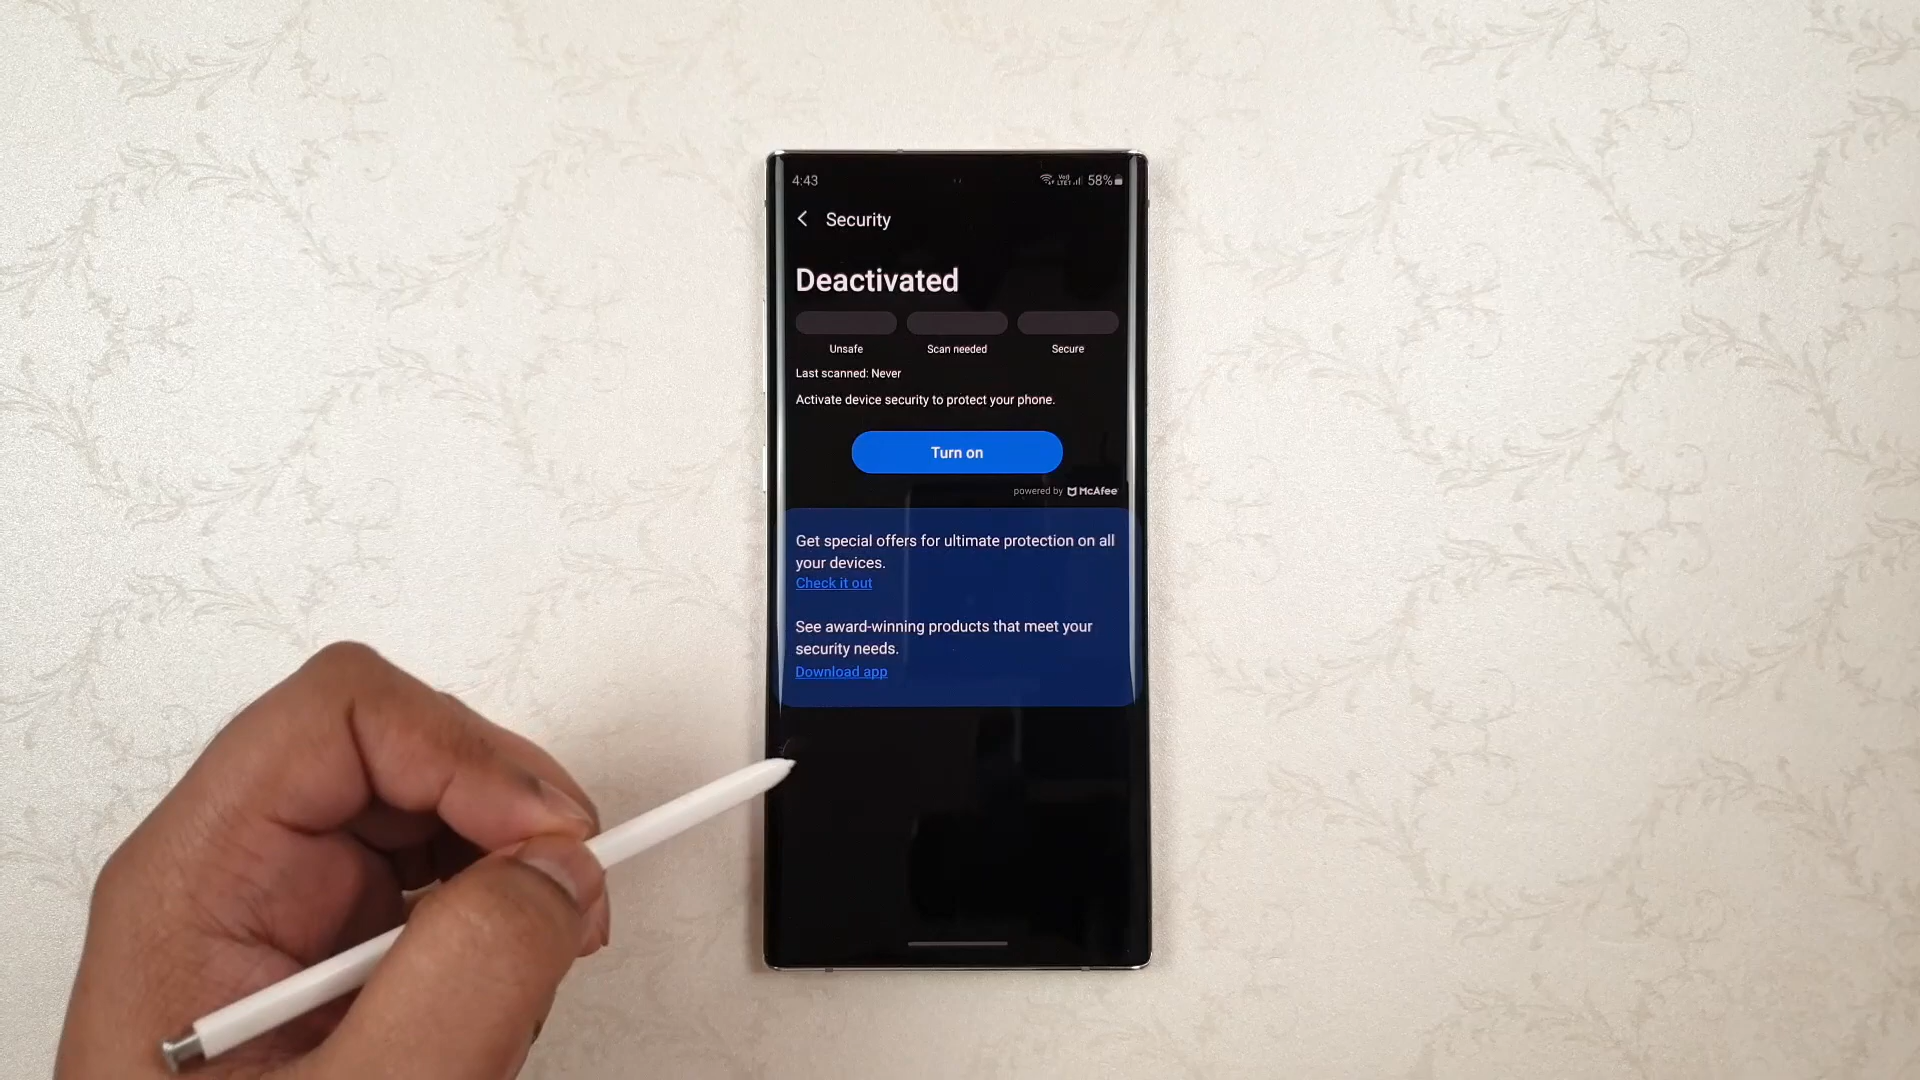 4:43
Vo)
LTE1
58%
Security
Deactivated
Unsafe
Scan needed
Secure
Last scanned: Never
Activate device security to protect your phone.
Turn on
powered by McAfee
Get special offers for ultimate protection on all
your devices.
Check it out
See award-winning products that meet your
security needs.
Download app